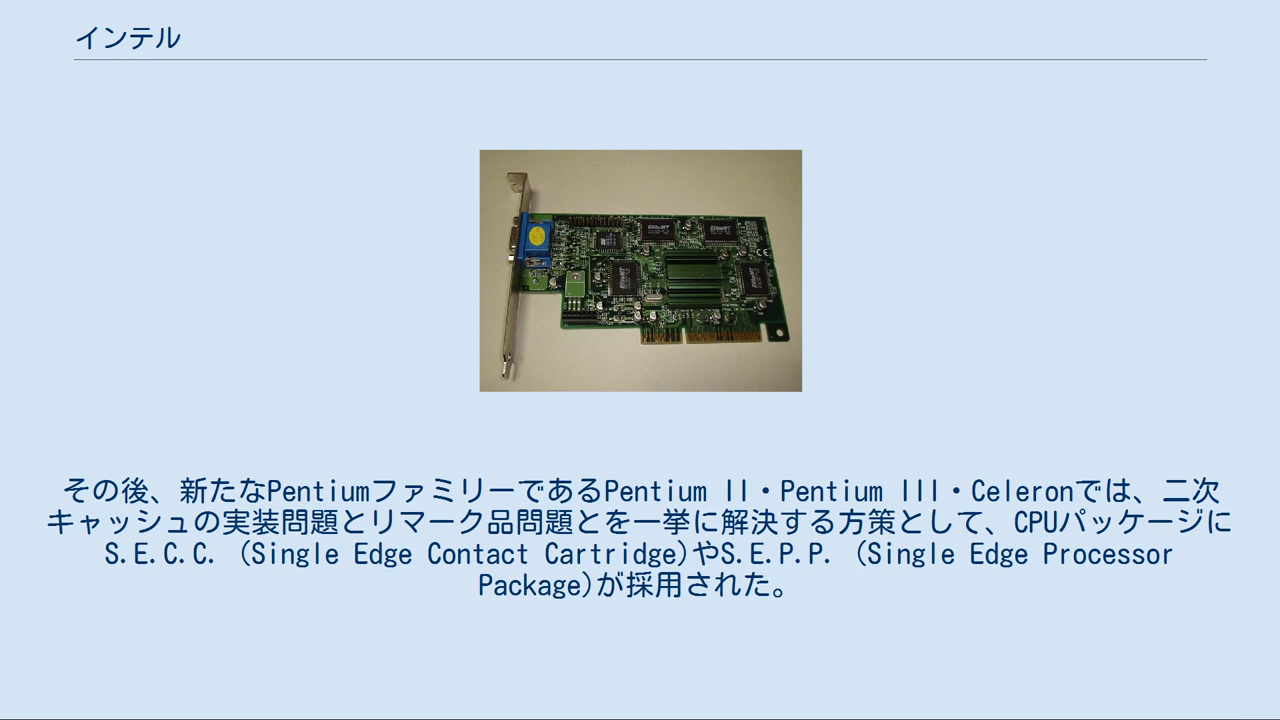 インテル
EliteMT
EliteMT
その後、新たなPentiumファミリーであるPentium II・Pentium III・Celeronでは、二次
キャッシュの実装問題とリマーク品問題とを一挙に解決する方策として、CPUパッケージに
S.E.C.C. (Single Edge Contact Cartridge)やS.E.P.P. (Single Edge Processor
Package)が採用された。